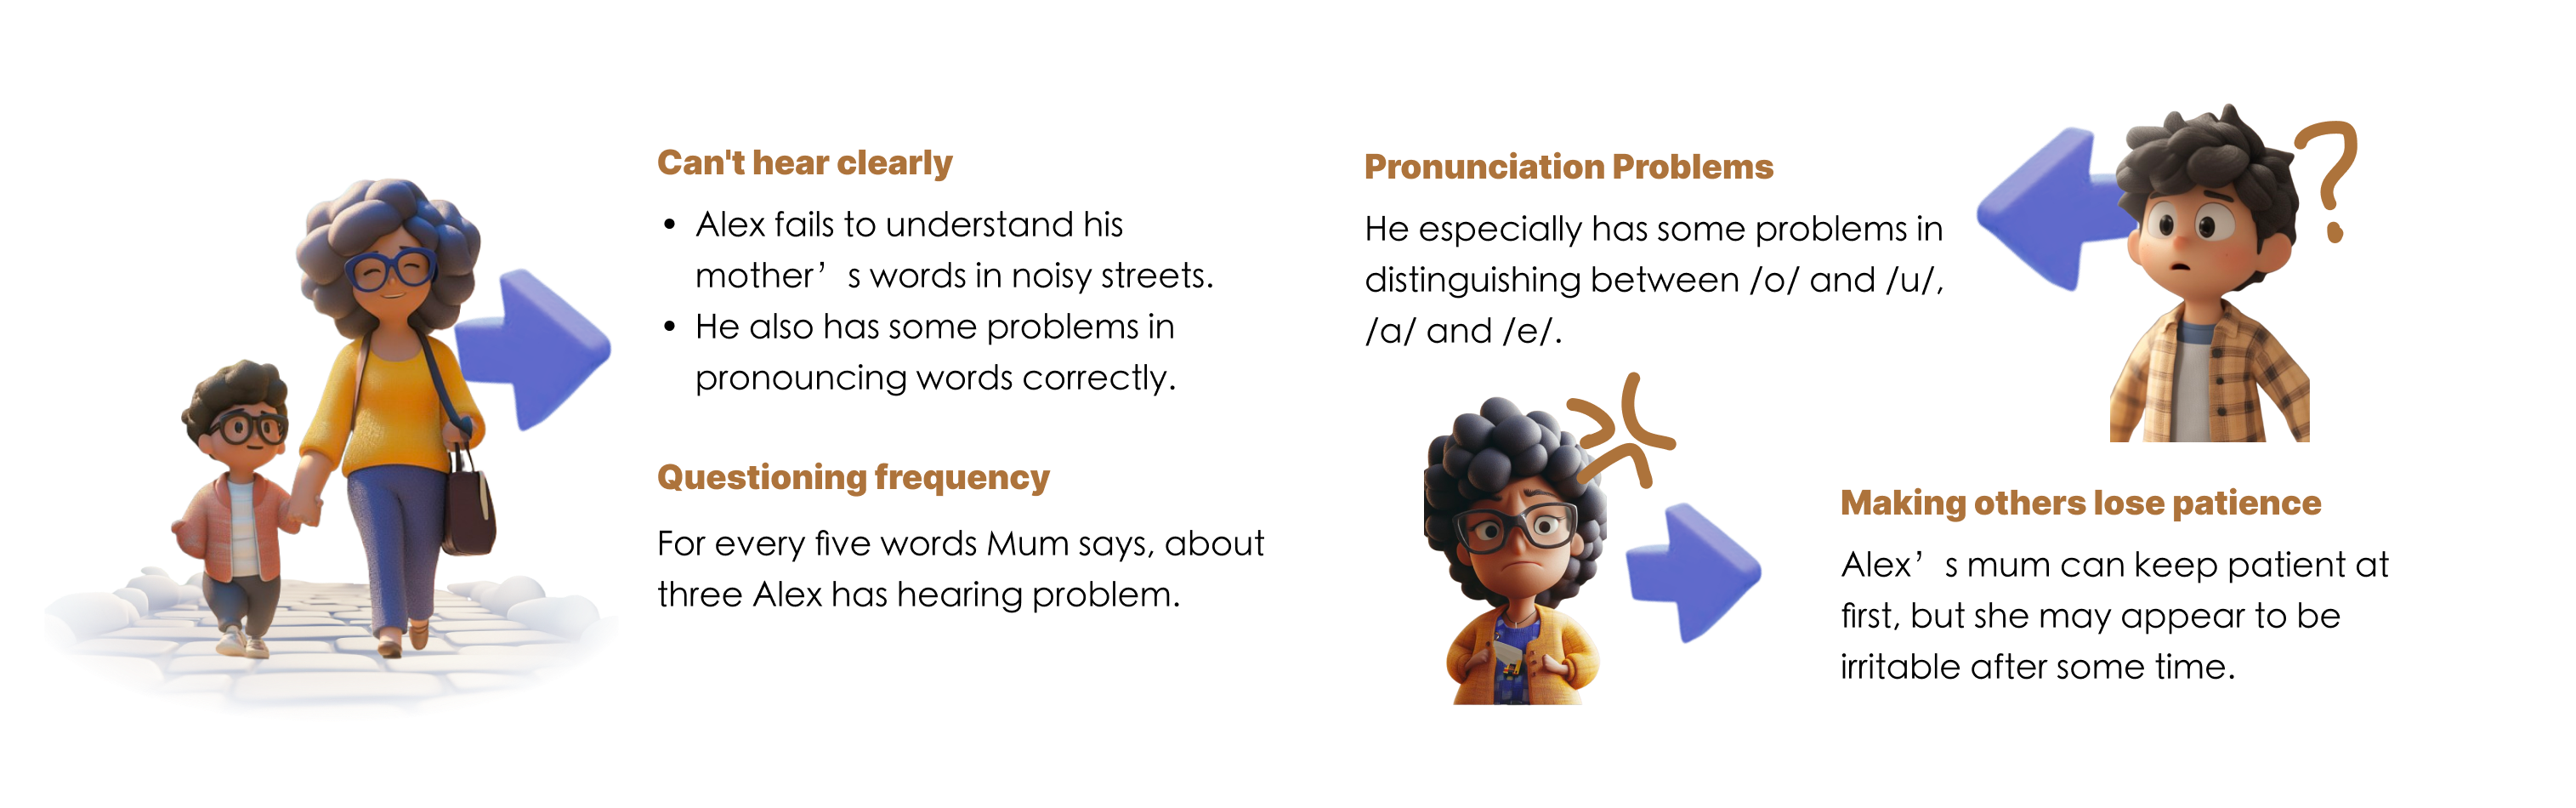 Can't hear clearly
• Alex fails to understand his
mother’s words in noisy streets.
• He also has some problems in
pronouncing words correctly.
Questioning frequency
For every five words Mum says, about
three Alex has hearing problem.
Pronunciation Problems
He especially has some problems in
distinguishing between /o/ and /u/,
/a/ and /e/.
?
Making others lose patience
Alex’s mum can keep patient at
first, but she may appear to be
irritable after some time.